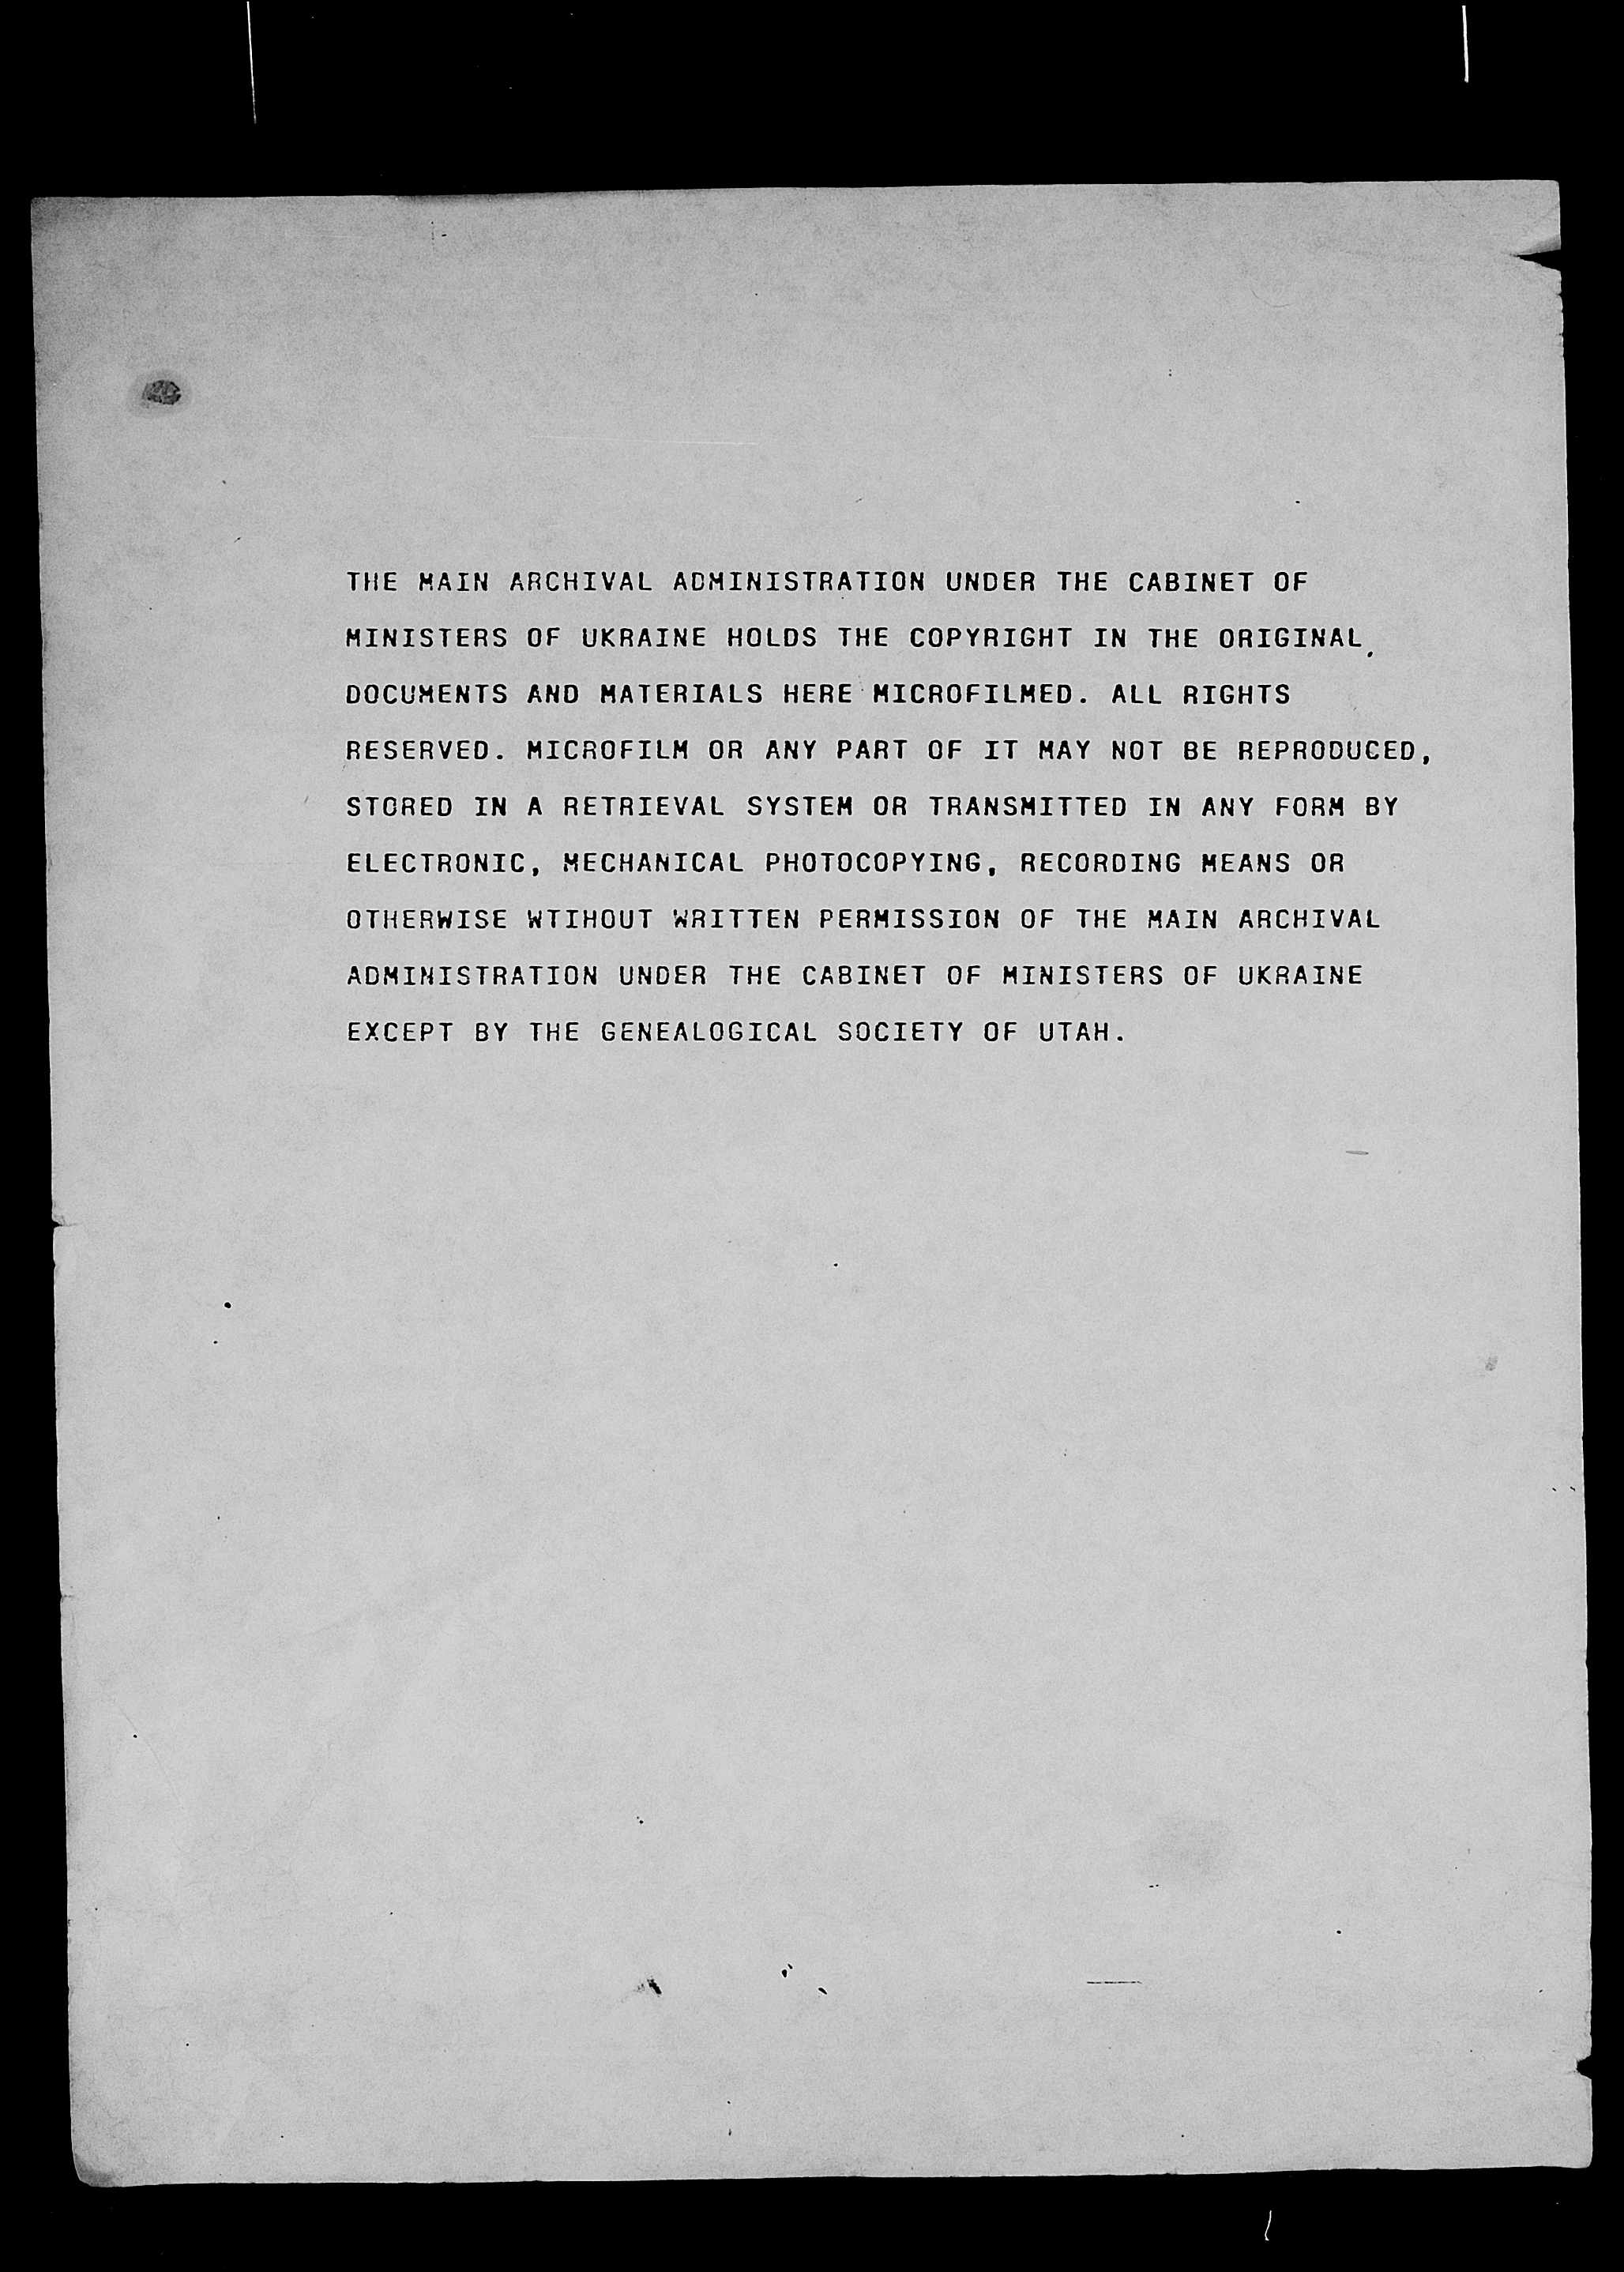 THE MAIN ARCHIVAL ADMINISTRATION UNDER THE CABINET OF
MINISTERS OF UKRAINE HOLDS THE COPYRIGHT IN THE ORIGINAL
DOCUMENTS AND MATERIALS HERE MICROFILMED. ALL RIGHTS
RESERVED. MICROFILM OR ANY PART OF IT MAY NOT BE REPRODUCED,
STORED IN A RETRIEVAL SYSTEM OR TRANSMITTED IN ANY FORM BY
ELECTRONIC, MECHANICAL PHOTOCOPYING, RECORDING MEANS OR
OTHERWISE WTIHOUT WRITTEN PERMISSION OF THE MAIN ARCHIVAL
ADMINISTRATION UNDER THE CABINET OF MINISTERS OF UKRAINE
EXCEPT BY THE GENEALOGICAL SOCIETY OF UTAH.